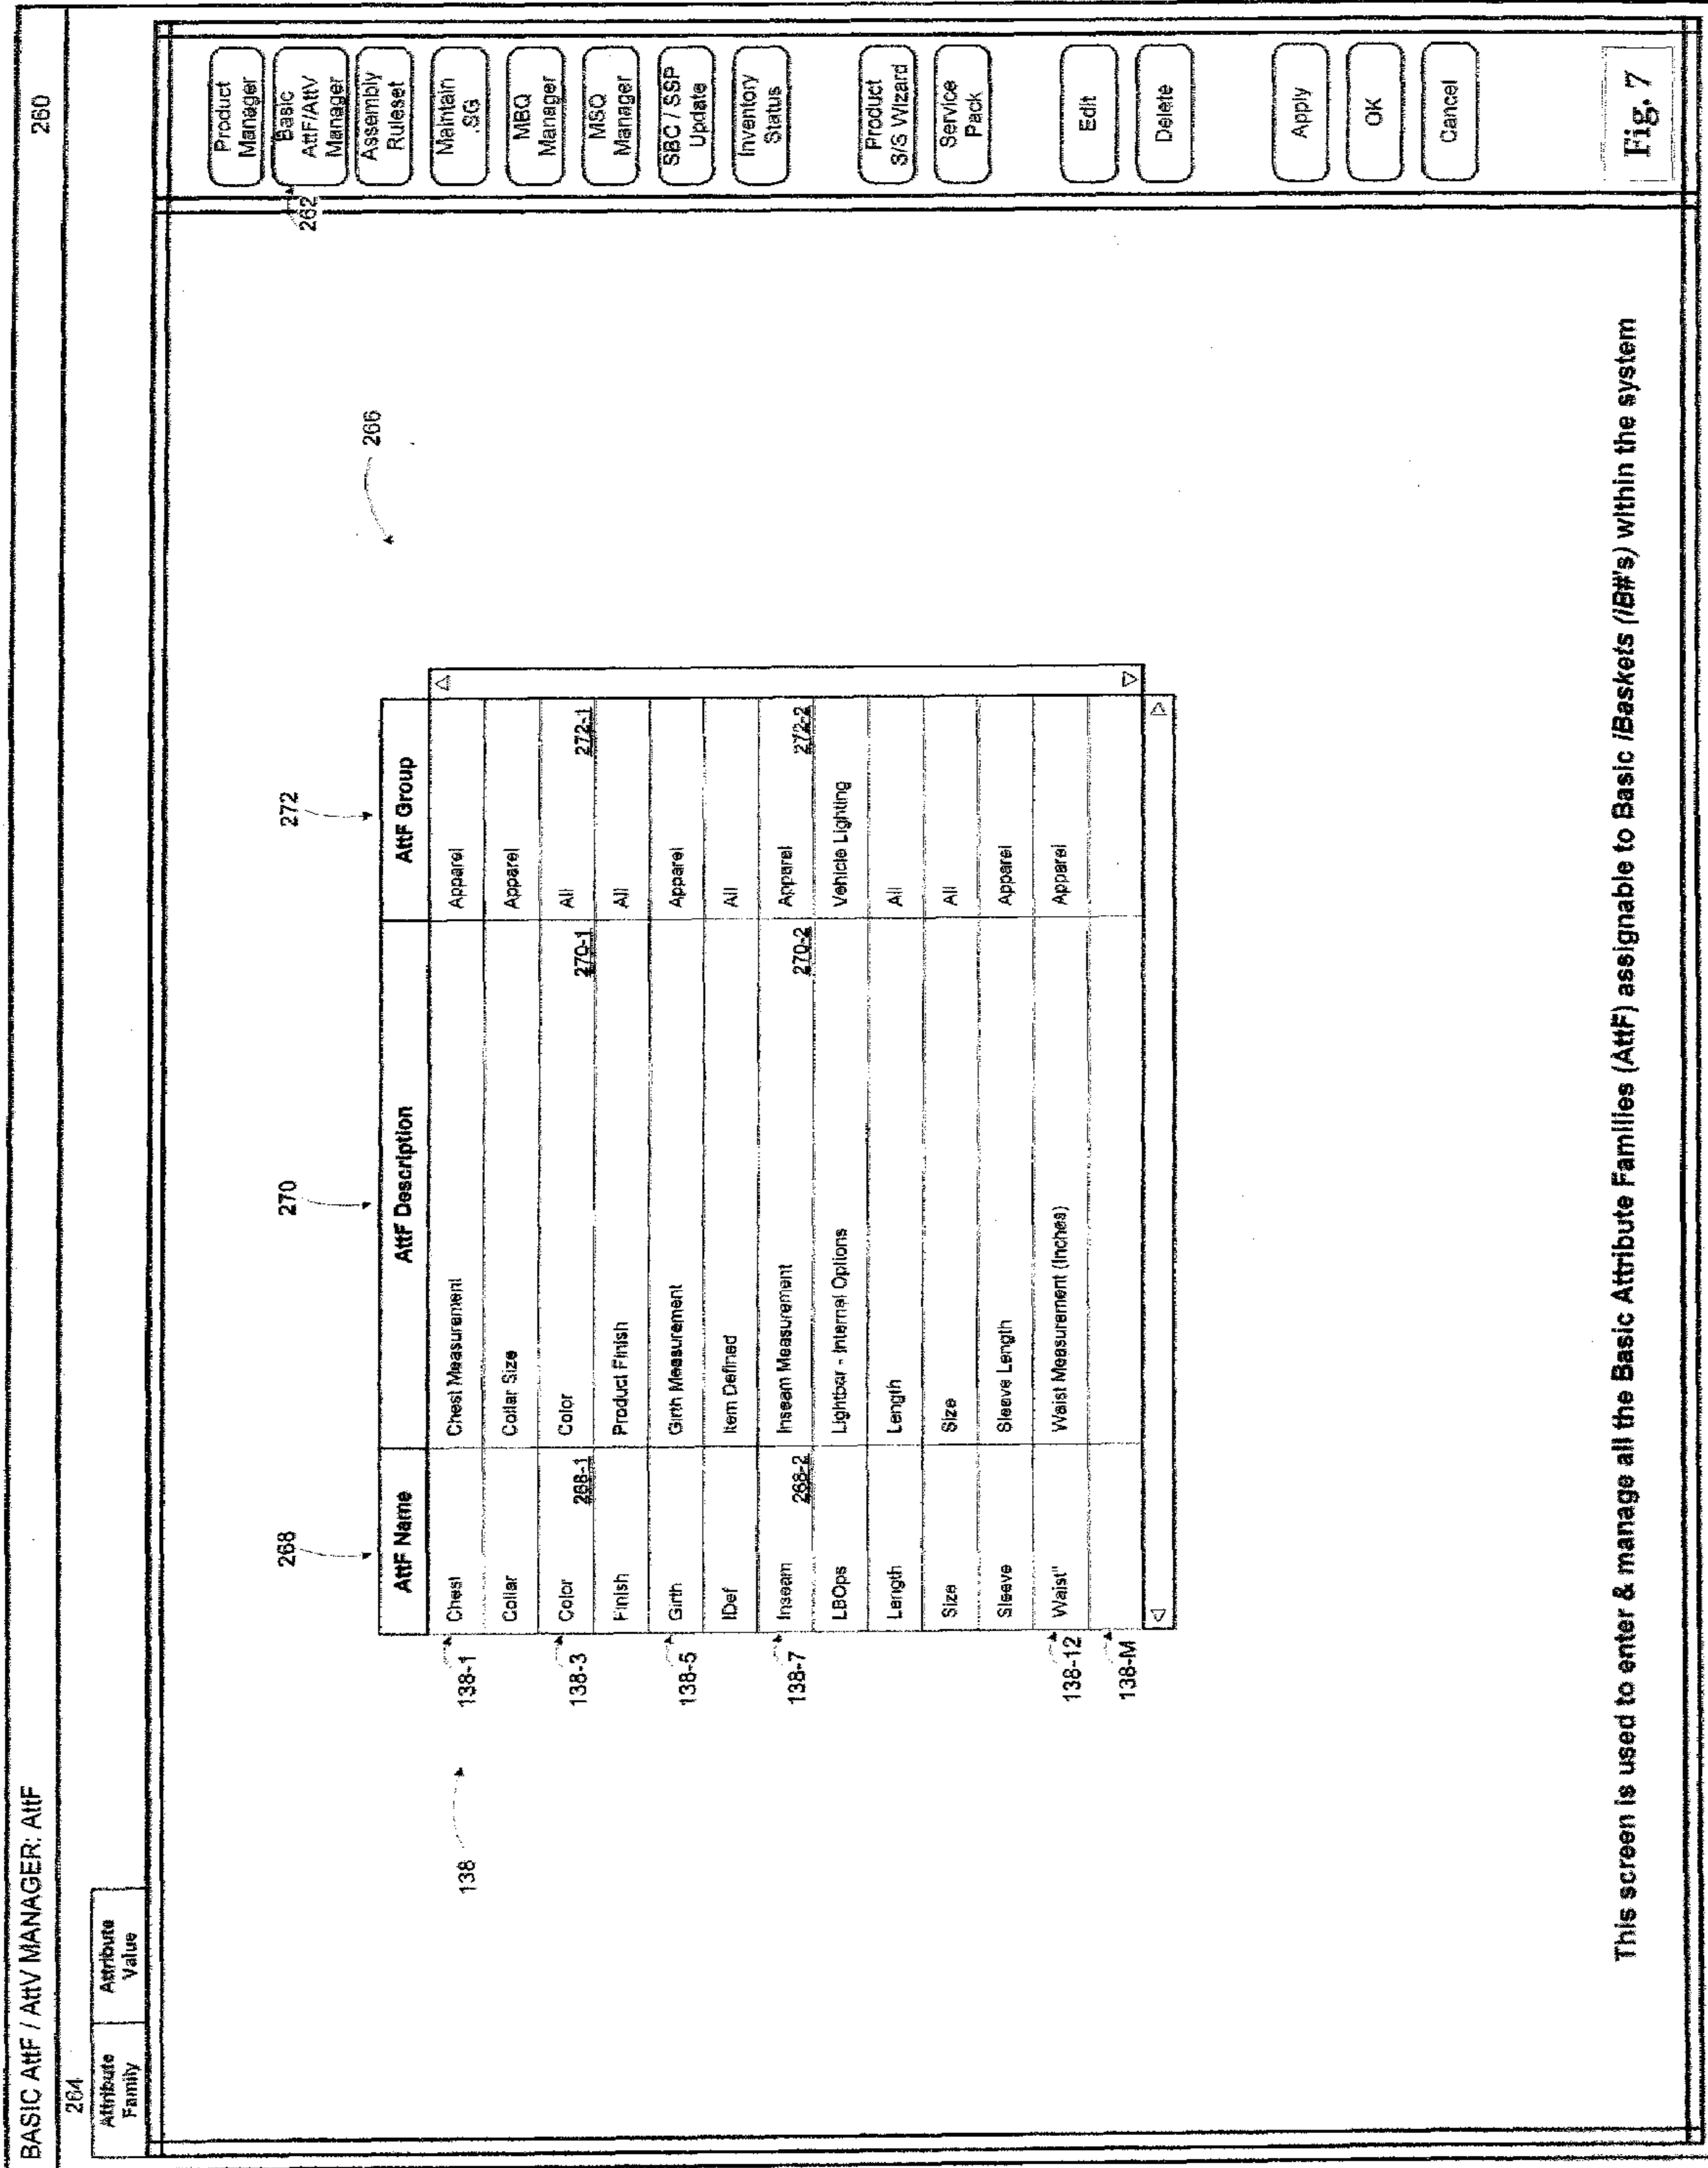 BASIC AttF / AttV MANAGER: AttF
260
264
Attribute Family
Attribute Value
Product Manager
Basic AttF/AttV Manager
262
Assembly Ruleset
Maintain SG
MBQ Manager
MSQ Manager
SBC / SSP Update
Inventory Status
Product S/S Wizard
Service Pack
Edit
Delete
Apply
OK
Cancel
266
268
270
272
AttF Name AttF Description AttF Group
138
138-1 Chest Chest Measurement Apparel
Collar Collar Size Apparel
138-3 Color 268-1 Color 270-1 All 272-1
Finish Product Finish All
138-5 Girth Girth Measurement Apparel
IDef Item Defined All
138-7 Inseam 268-2 Inseam Measurement 270-2 Apparel 272-2
LBOps Lightbar - Internal Options Vehicle Lighting
Length Length All
Size Size All
Sleeve Sleeve Length Apparel
138-12 Waist" Waist Measurement (Inches) Apparel
138-M
This screen is used to enter & manage all the Basic Attribute Families (AttF) assignable to Basic iBaskets (iB#'s) within the system
Fig. 7